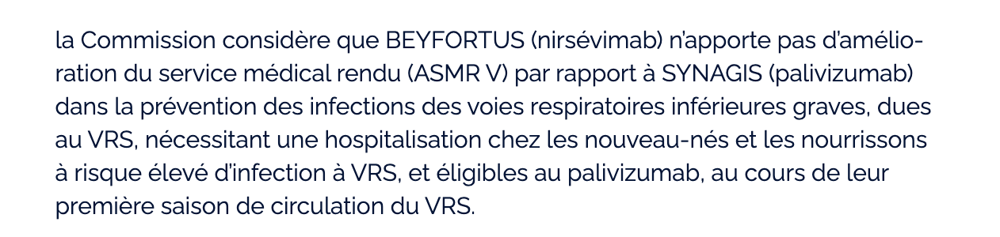 la Commission considère que BEYFORTUS (nirsévimab) n’apporte pas d’amélio-
ration du service médical rendu (ASMR V) par rapport à SYNAGIS (palivizumab)
dans la prévention des infections des voies respiratoires inférieures graves, dues
au VRS, nécessitant une hospitalisation chez les nouveau-nés et les nourrissons
à risque élevé d’infection à VRS, et éligibles au palivizumab, au cours de leur
première saison de circulation du VRS.